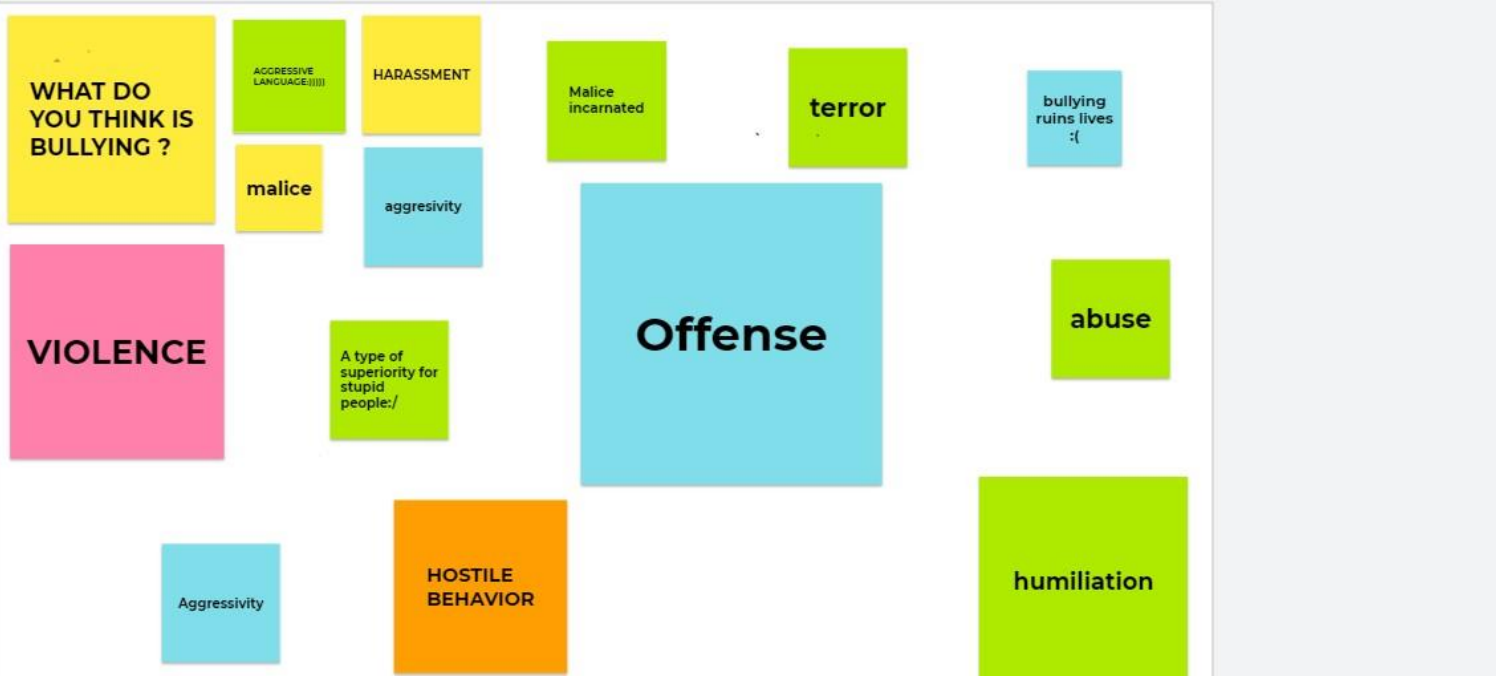 WHAT DO
YOU THINK IS
BULLYING ?
AGGRESSIVE
LANGUAGE:)))))
HARASSMENT
malice
aggresivity
Malice
incarnated
terror
bullying
ruins lives
:(
VIOLENCE
A type of
superiority for
stupid
people:/
Offense
abuse
Aggressivity
HOSTILE
BEHAVIOR
humiliation